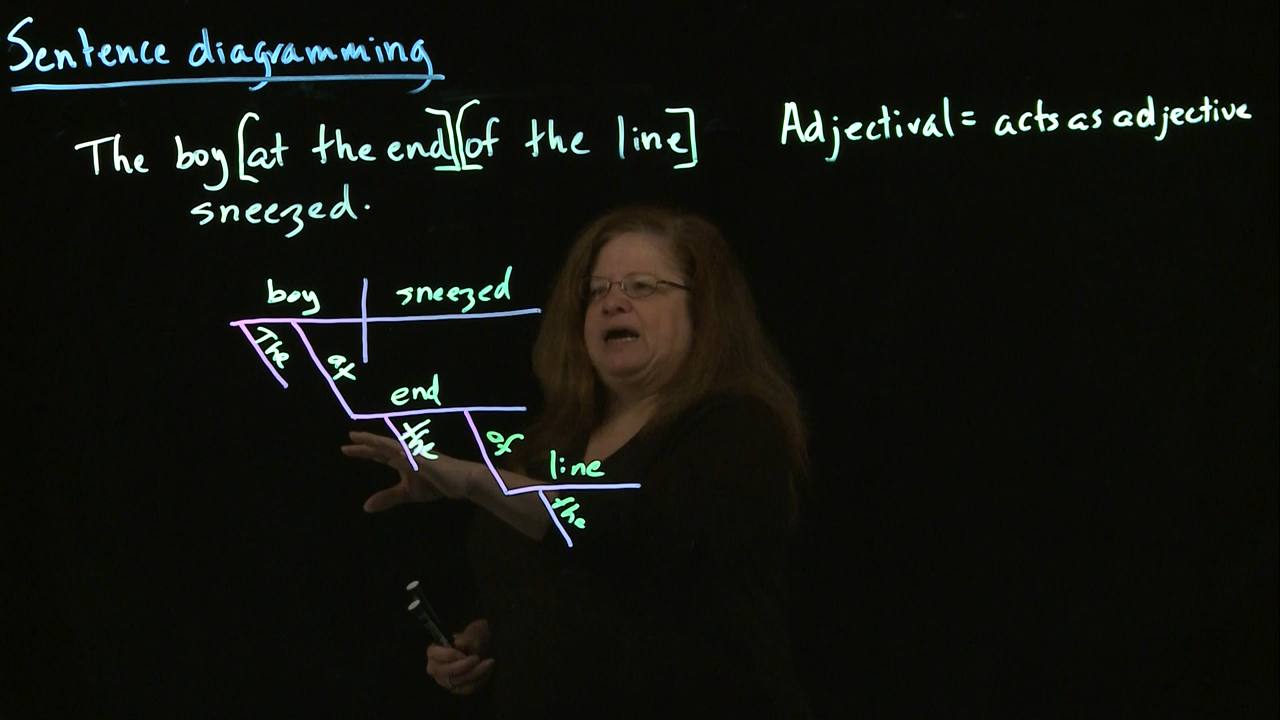 Sentence diagramming
The boy [at the end][of the line]
sneezed.
Adjectival = acts as adjective
boy sneezed
The at
end
the of
line
the